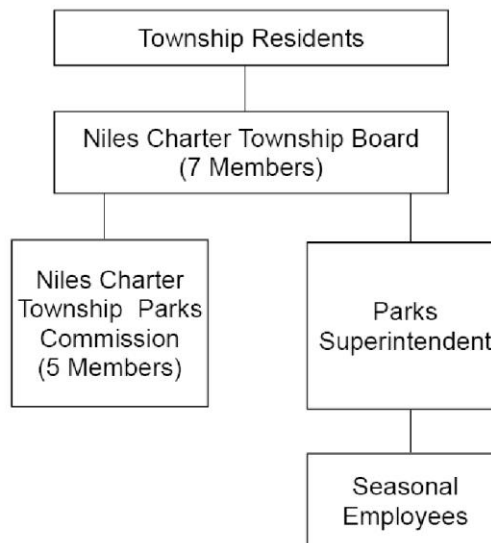 Township Residents
Niles Charter Township Board
(7 Members)
Niles Charter
Township Parks
Commission
(5 Members)
Parks
Superintendent
Seasonal
Employees